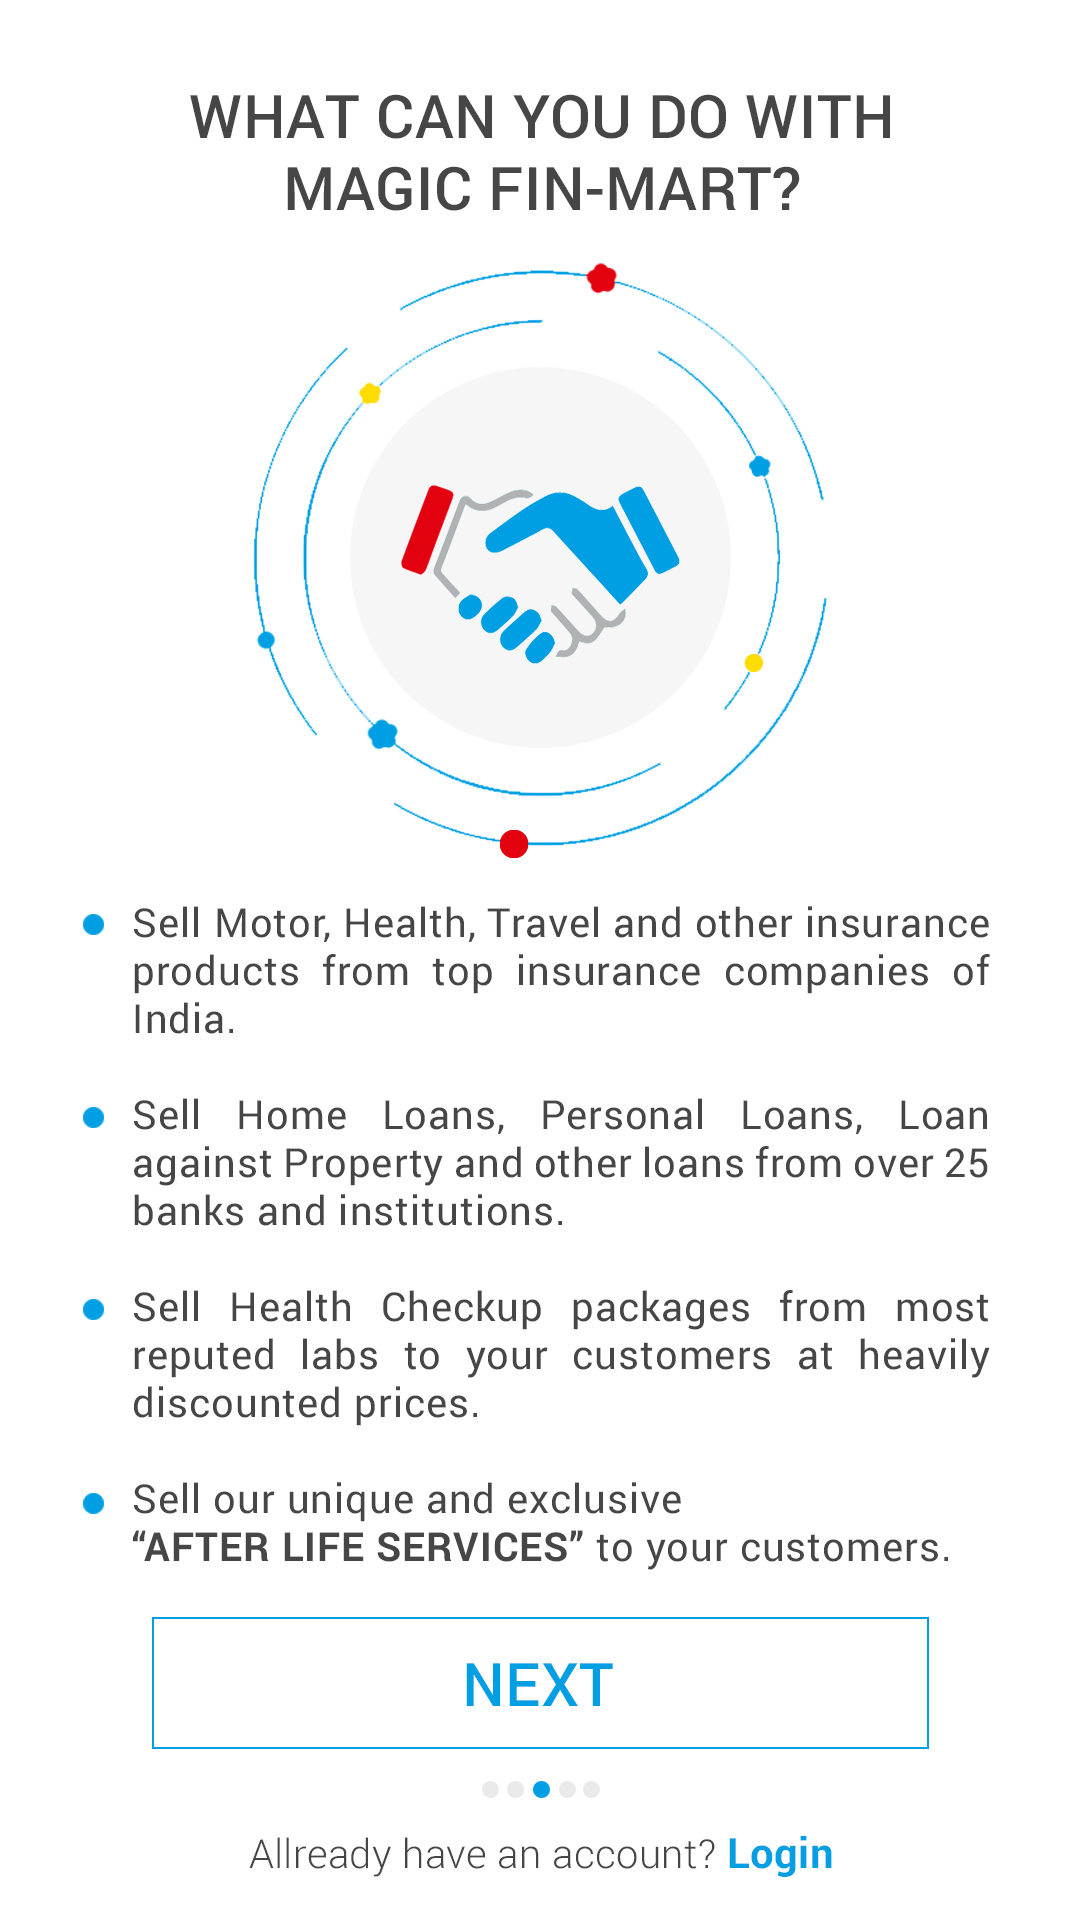 WHAT CAN YOU DO WITH
MAGIC FIN-MART?
Sell Motor, Health, Travel and other insurance
products from top insurance companies of
India.
Sell Home Loans, Personal Loans, Loan
against Property and other loans from over 25
banks and institutions.
Sell Health Checkup packages from most
reputed labs to your customers at heavily
discounted prices.
Sell our unique and exclusive
“AFTER LIFE SERVICES” to your customers.
NEXT
Allready have an account? Login